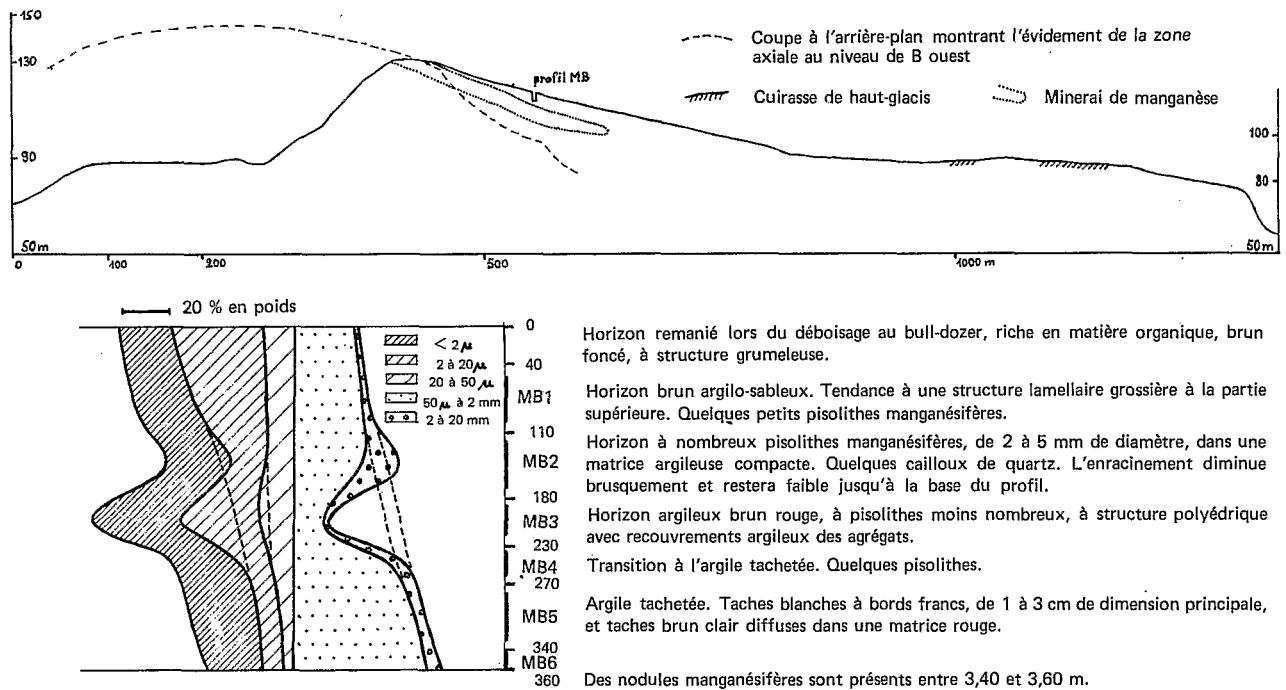 150
130
90
50m
0
100
200
500
1000 m
100
80
50m
profil MB
Coupe à l'arrière-plan montrant l'évidement de la zone
axiale au niveau de B ouest
Cuirasse de haut-glacis
Minerai de manganèse
20 % en poids
< 2μ
2 à 20μ
20 à 50μ
50μ à 2 mm
2 à 20 mm
0
40
MB1
110
MB2
180
MB3
230
MB4
270
MB5
340
MB6
360
Horizon remanié lors du déboisage au bull-dozer, riche en matière organique, brun
foncé, à structure grumeleuse.
Horizon brun argilo-sableux. Tendance à une structure lamellaire grossière à la partie
supérieure. Quelques petits pisolithes manganésifères.
Horizon à nombreux pisolithes manganésifères, de 2 à 5 mm de diamètre, dans une
matrice argileuse compacte. Quelques cailloux de quartz. L'enracinement diminue
brusquement et restera faible jusqu'à la base du profil.
Horizon argileux brun rouge, à pisolithes moins nombreux, à structure polyédrique
avec recouvrements argileux des agrégats.
Transition à l'argile tachetée. Quelques pisolithes.
Argile tachetée. Taches blanches à bords francs, de 1 à 3 cm de dimension principale,
et taches brun clair diffuses dans une matrice rouge.
Des nodules manganésifères sont présents entre 3,40 et 3,60 m.